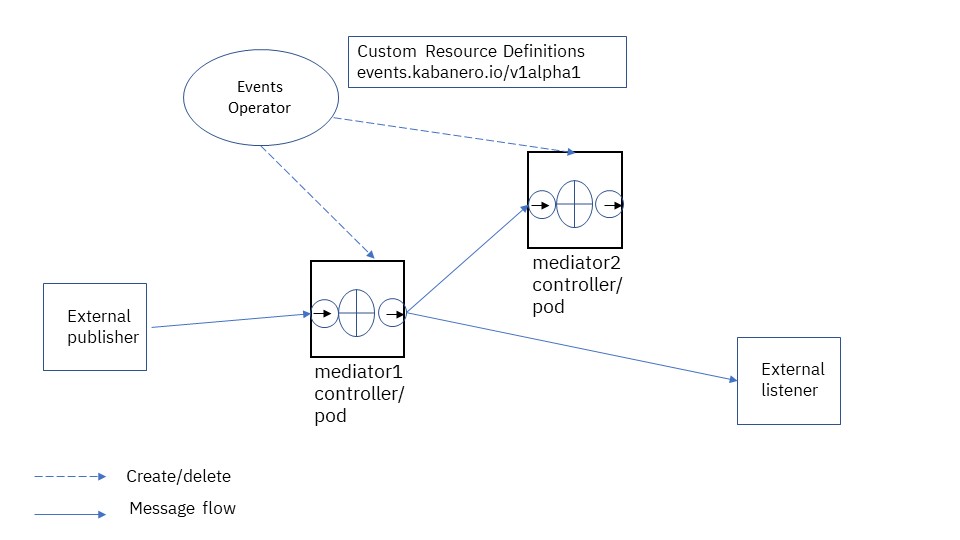 Custom Resource Definitions
events.kabanero.io/v1alpha1
Events
Operator
mediator2
controller/
pod
External
publisher
mediator1
controller/
pod
External
listener
Create/delete
Message flow